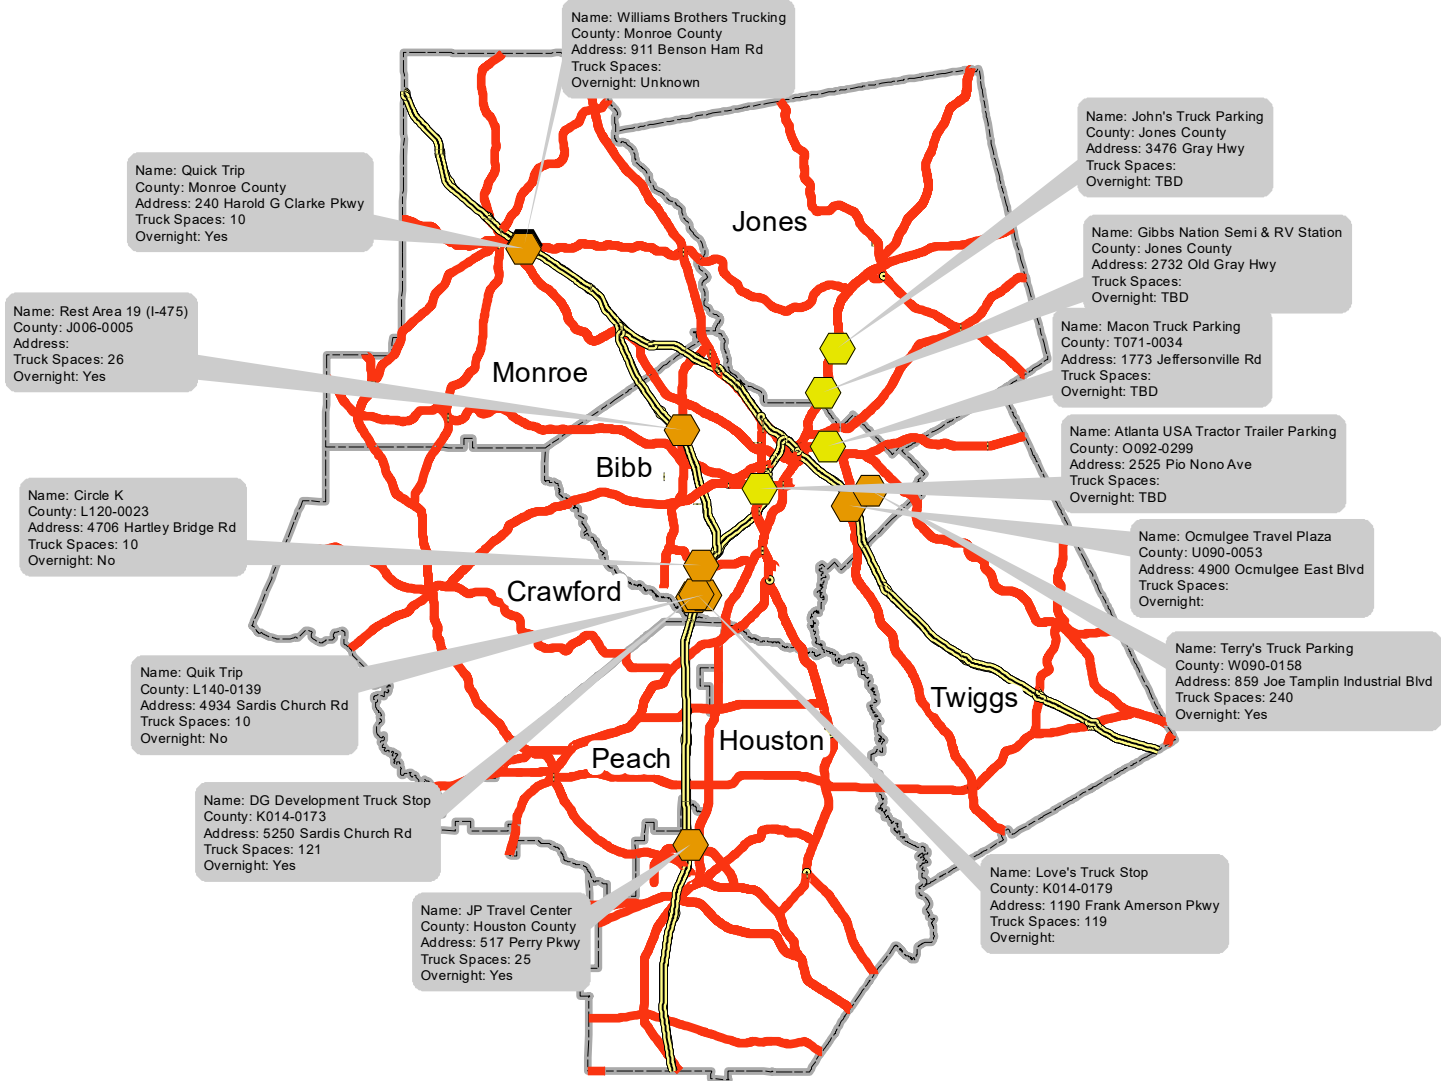 Name: Williams Brothers Trucking
County: Monroe County
Address: 911 Benson Ham Rd
Truck Spaces:
Overnight: Unknown
Name: John's Truck Parking
County: Jones County
Address: 3476 Gray Hwy
Truck Spaces:
Overnight: TBD
Name: Quick Trip
County: Monroe County
Address: 240 Harold G Clarke Pkwy
Truck Spaces: 10
Overnight: Yes
Jones
Name: Gibbs Nation Semi & RV Station
County: Jones County
Address: 2732 Old Gray Hwy
Truck Spaces:
Overnight: TBD
Name: Rest Area 19 (I-475)
County: J006-0005
Address:
Truck Spaces: 26
Overnight: Yes
Name: Macon Truck Parking
County: T071-0034
Address: 1773 Jeffersonville Rd
Truck Spaces:
Overnight: TBD
Monroe
Name: Atlanta USA Tractor Trailer Parking
County: O092-0299
Address: 2525 Pio Nono Ave
Truck Spaces:
Overnight: TBD
Bibb
Name: Circle K
County: L120-0023
Address: 4706 Hartley Bridge Rd
Truck Spaces: 10
Overnight: No
Name: Ocmulgee Travel Plaza
County: U090-0053
Address: 4900 Ocmulgee East Blvd
Truck Spaces:
Overnight:
Crawford
Name: Terry's Truck Parking
County: W090-0158
Address: 859 Joe Tamplin Industrial Blvd
Truck Spaces: 240
Overnight: Yes
Name: Quik Trip
County: L140-0139
Address: 4934 Sardis Church Rd
Truck Spaces: 10
Overnight: No
Twiggs
Houston
Peach
Name: DG Development Truck Stop
County: K014-0173
Address: 5250 Sardis Church Rd
Truck Spaces: 121
Overnight: Yes
Name: Love's Truck Stop
County: K014-0179
Address: 1190 Frank Amerson Pkwy
Truck Spaces: 119
Overnight:
Name: JP Travel Center
County: Houston County
Address: 517 Perry Pkwy
Truck Spaces: 25
Overnight: Yes